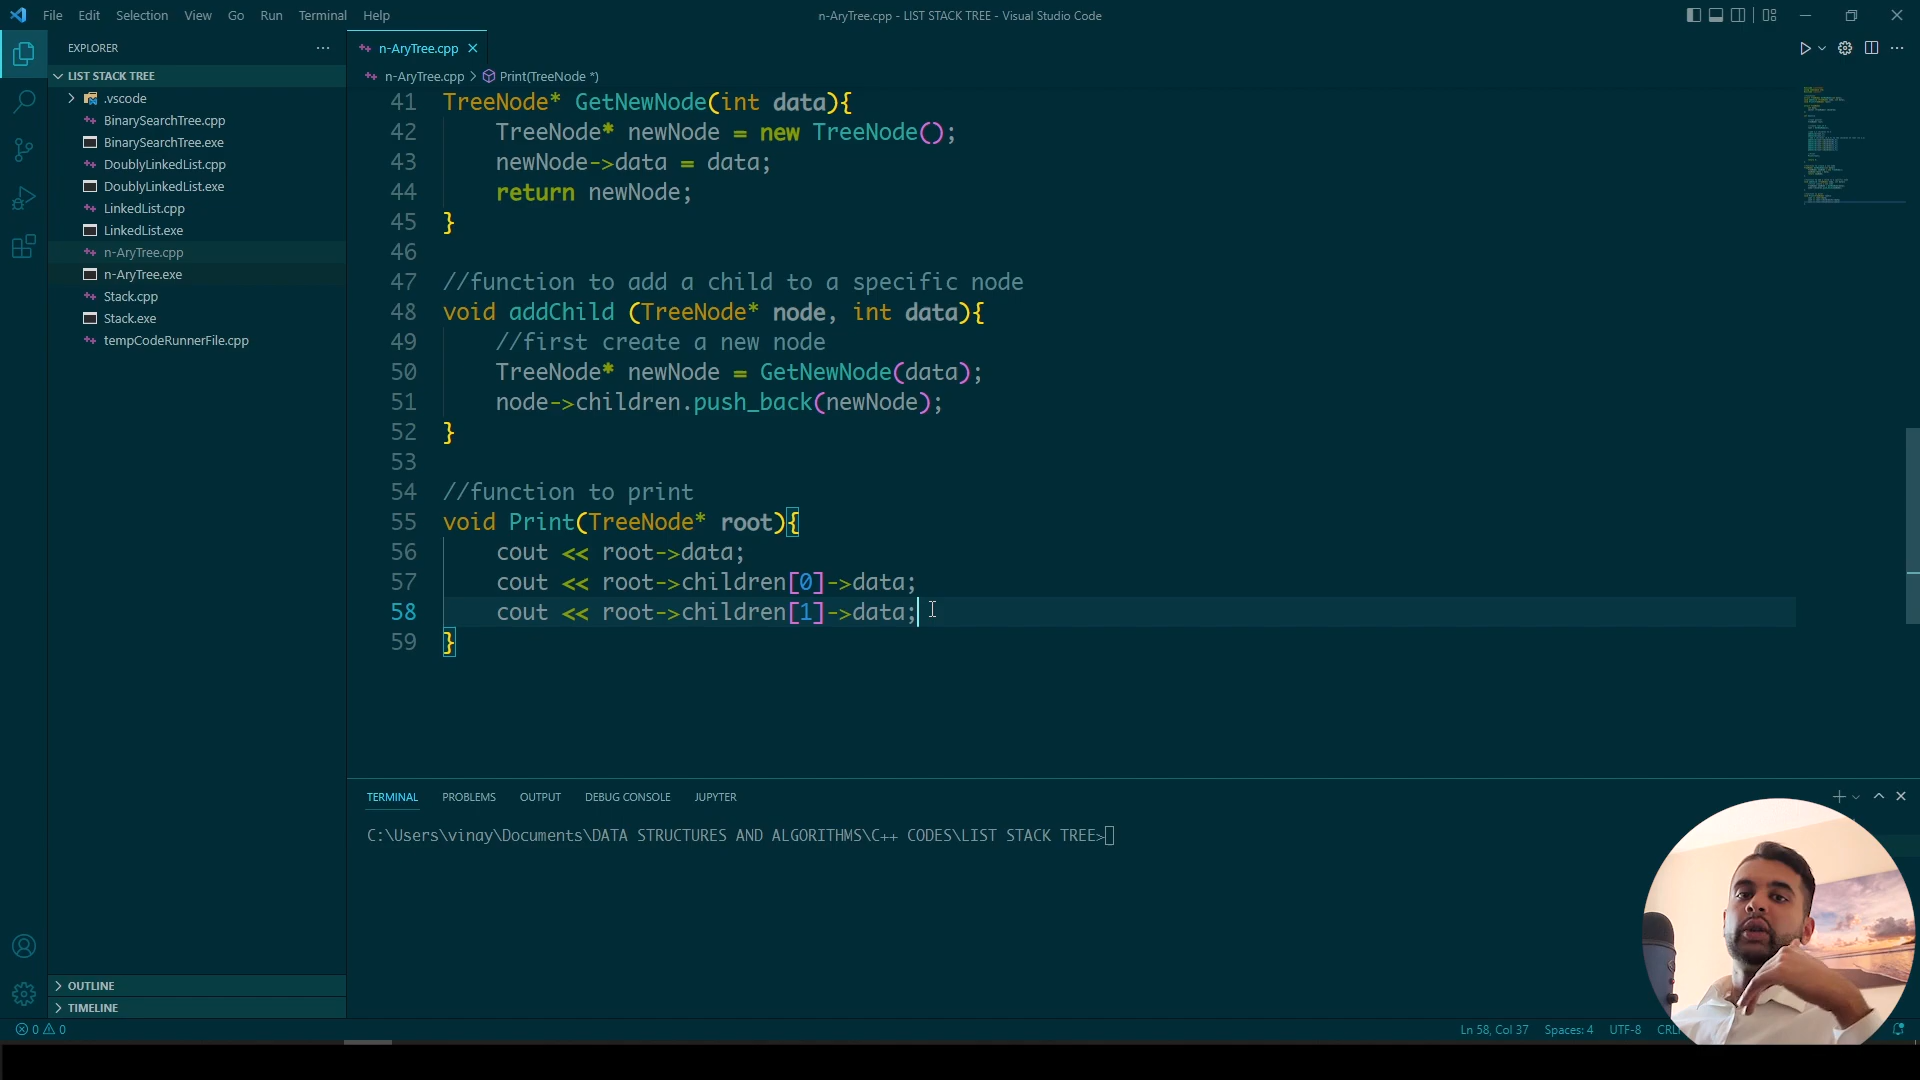 File Edit Selection View Go Run Terminal Help
n-AryTree.cpp - LIST STACK TREE - Visual Studio Code
EXPLORER
LIST STACK TREE
.vscode
BinarySearchTree.cpp
BinarySearchTree.exe
DoublyLinkedList.cpp
DoublyLinkedList.exe
LinkedList.cpp
LinkedList.exe
n-AryTree.cpp
n-AryTree.exe
Stack.cpp
Stack.exe
tempCodeRunnerFile.cpp
OUTLINE
TIMELINE
n-AryTree.cpp
n-AryTree.cpp > Print(TreeNode *)
41 TreeNode* GetNewNode(int data){
42 TreeNode* newNode = new TreeNode();
43 newNode->data = data;
44 return newNode;
45 }
46
47 //function to add a child to a specific node
48 void addChild (TreeNode* node, int data){
49 //first create a new node
50 TreeNode* newNode = GetNewNode(data);
51 node->children.push_back(newNode);
52 }
53
54 //function to print
55 void Print(TreeNode* root){
56 cout << root->data;
57 cout << root->children[0]->data;
58 cout << root->children[1]->data;
59 }
TERMINAL PROBLEMS OUTPUT DEBUG CONSOLE JUPYTER
C:\Users\vinay\Documents\DATA STRUCTURES AND ALGORITHMS\C++ CODES\LIST STACK TREE>
0 0
Ln 58, Col 37 Spaces: 4 UTF-8